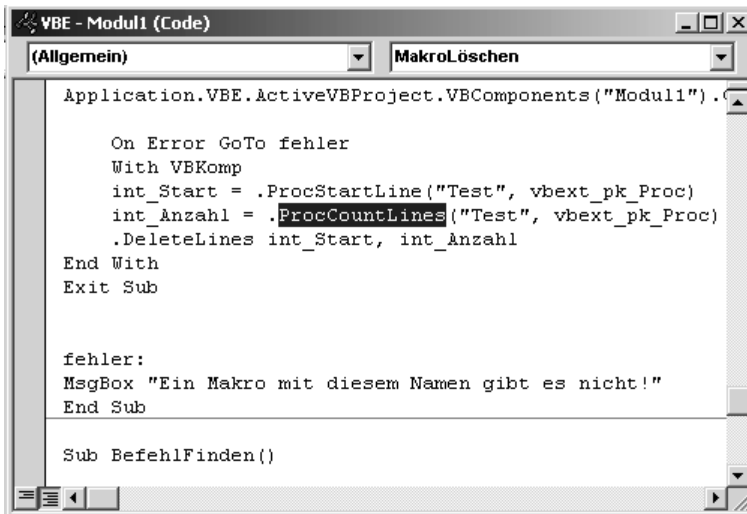 VBE - Modul1 (Code)
(Allgemein) MakroLöschen
Application.VBE.ActiveVBProject.VBComponents("Modul1").
On Error GoTo fehler
With VBKomp
int_Start = .ProcStartLine("Test", vbext_pk_Proc)
int_Anzahl = .ProcCountLines("Test", vbext_pk_Proc)
.DeleteLines int_Start, int_Anzahl
End With
Exit Sub
fehler:
MsgBox "Ein Makro mit diesem Namen gibt es nicht!"
End Sub
Sub BefehlFinden()